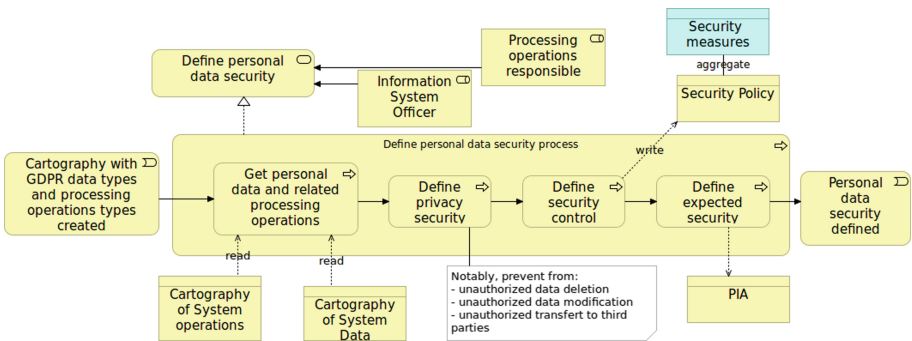 Security
measures
aggregate
Security Policy
Processing
operations
responsible
Define personal
data security
Information
System
Officer
Define personal data security process
write
Cartography with
GDPR data types
and processing
operations types
created
Get personal
data and related
processing
operations
Define
privacy
security
Define
security
control
Define
expected
security
Personal
data
security
defined
read
read
Cartography
of System
operations
Cartography
of System
Data
Notably, prevent from:
- unauthorized data deletion
- unauthorized data modification
- unauthorized transfert to third
parties
PIA